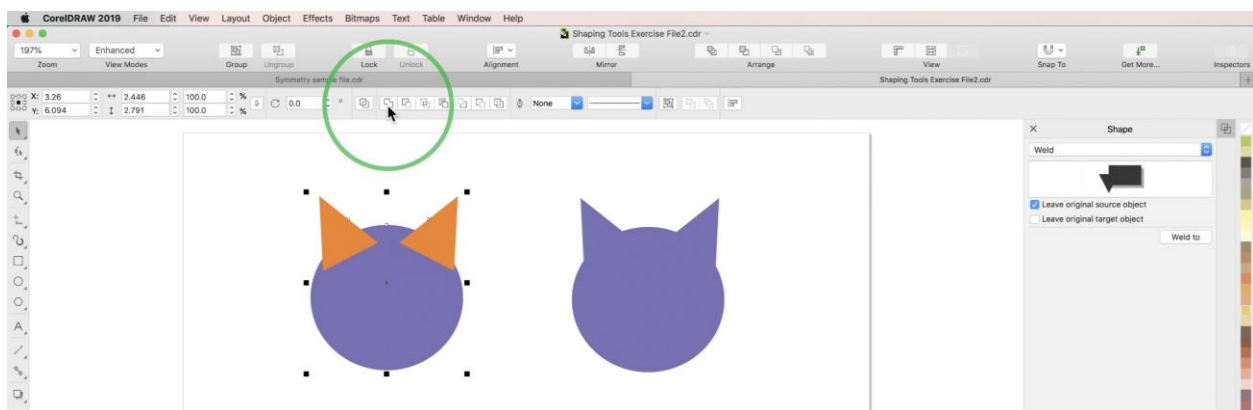 CorelDRAW 2019 File Edit View Layout Object Effects Bitmaps Text Table Window Help
Shaping Tools Exercise File2.cdr
197% Enhanced None
Zoom View Modes Group Ungroup Lock Unlock Alignment Mirror Arrange View Snap To Get More... Inspectors
Symmetry sample file.cdr Shaping Tools Exercise File2.cdr
X: 3.26 2.446 100.0 % 0.0 ° None
Y: 6.094 2.791 100.0 %
Shape
Weld
Leave original source object
Leave original target object
Weld to